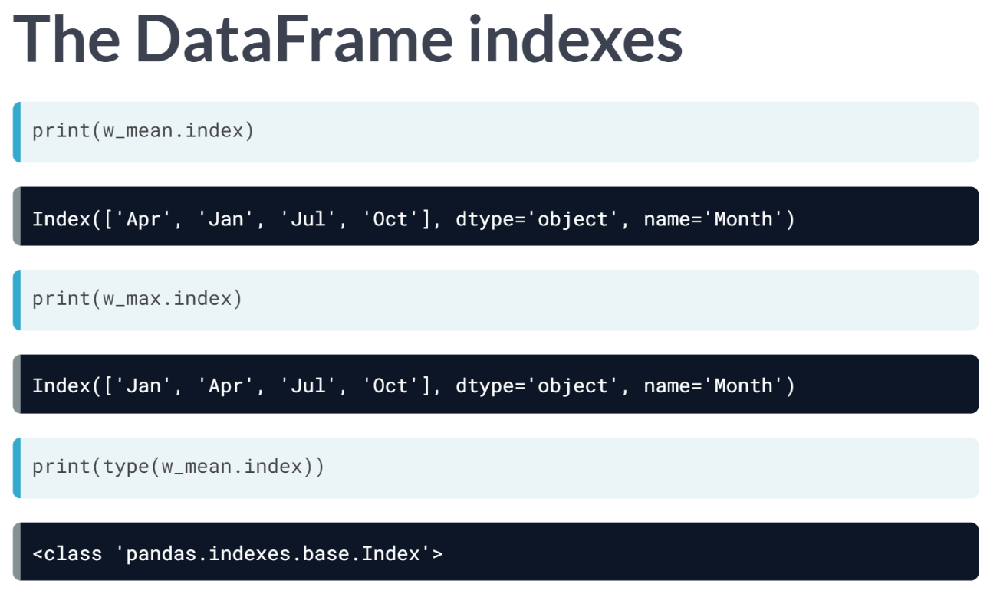 The DataFrame indexes
print(w_mean.index)
Index(['Apr', 'Jan', 'Jul', 'Oct'], dtype='object', name='Month')
print(w_max.index)
Index(['Jan', 'Apr', 'Jul', 'Oct'], dtype='object', name='Month')
print(type(w_mean.index))
<class 'pandas.indexes.base.Index'>